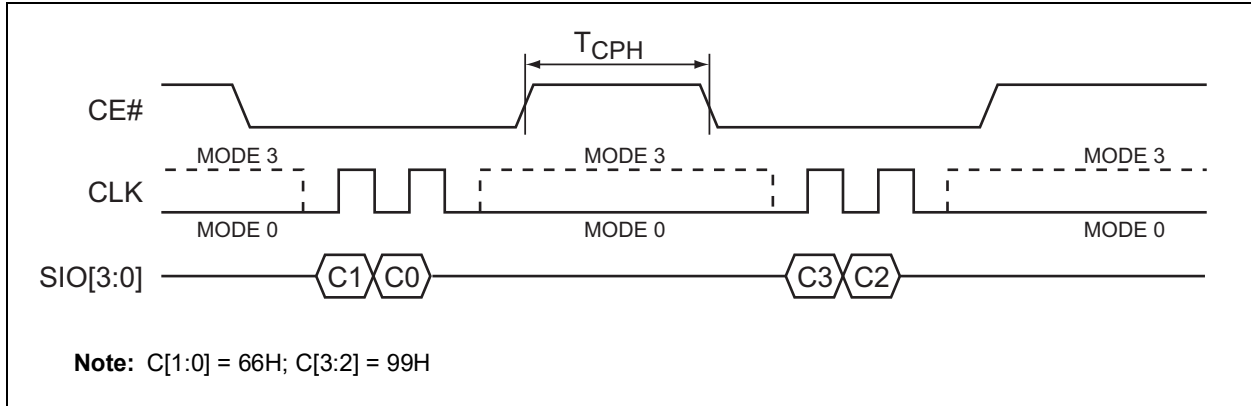 TCPH
CE#
MODE 3 MODE 3 MODE 3
CLK
MODE 0 MODE 0 MODE 0
SIO[3:0] C1 C0 C3 C2
Note: C[1:0] = 66H; C[3:2] = 99H